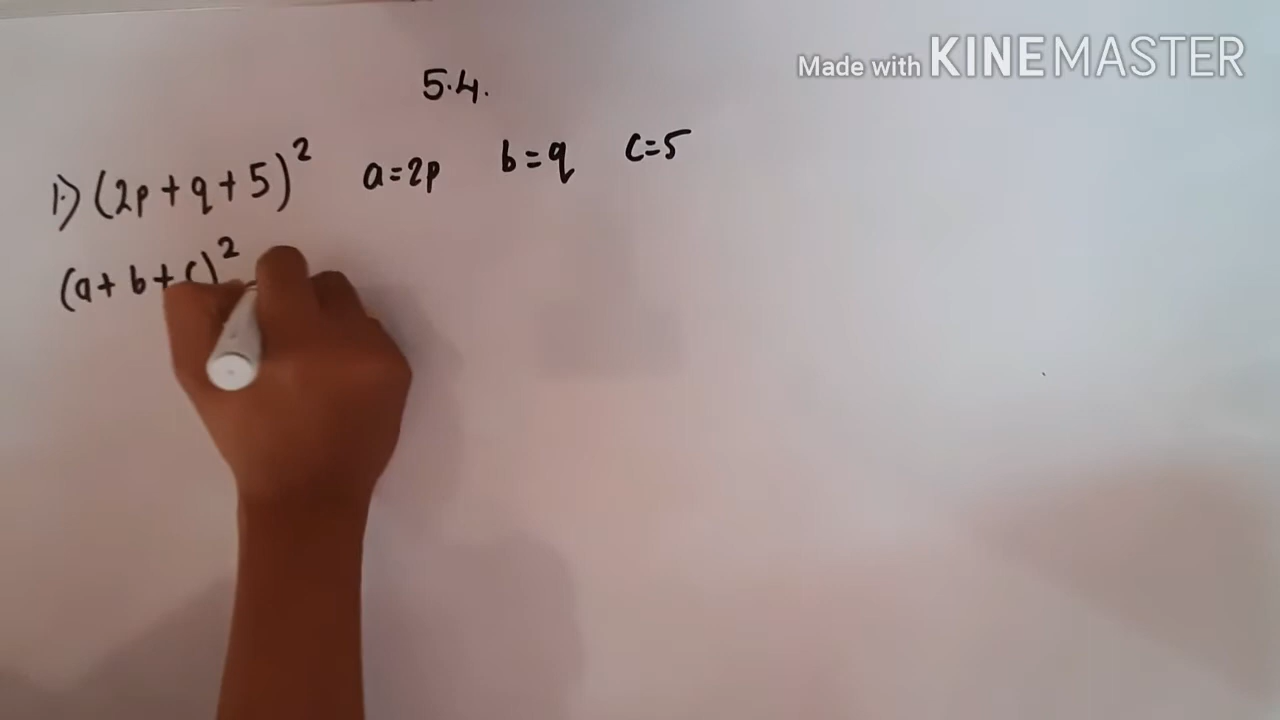 Made with KINEMASTER
5.4.
1.) (2p + q + 5)² a = 2p b = q c = 5
(a + b + c)²